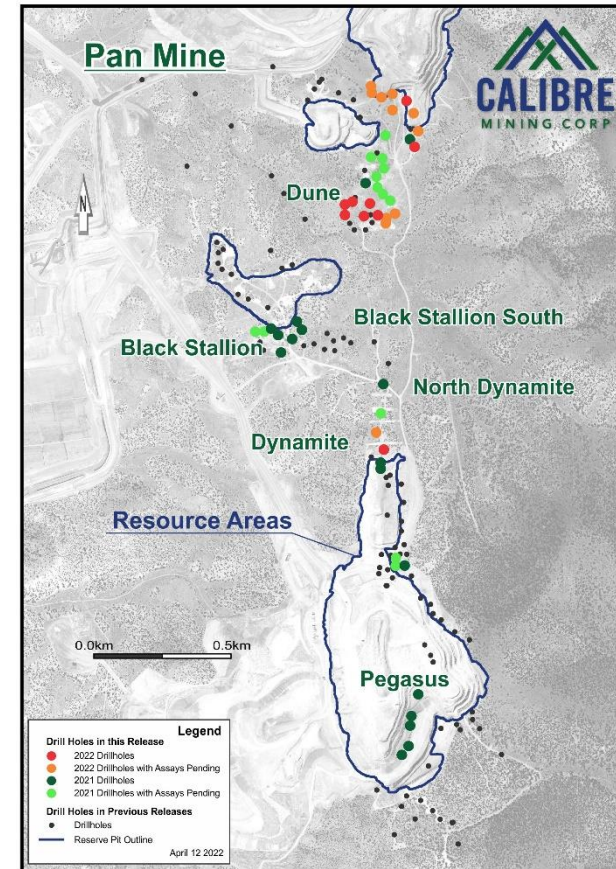 Pan Mine
CALIBRE
MINING CORP
Dune
N
Black Stallion South
Black Stallion
North Dynamite
Dynamite
Resource Areas
0.0km 0.5km
Pegasus
Legend
Drill Holes in this Release
2022 Drillholes
2022 Drillholes with Assays Pending
2021 Drillholes
2021 Drillholes with Assays Pending
Drill Holes in Previous Releases
Drillholes
Reserve Pit Outline
April 12 2022